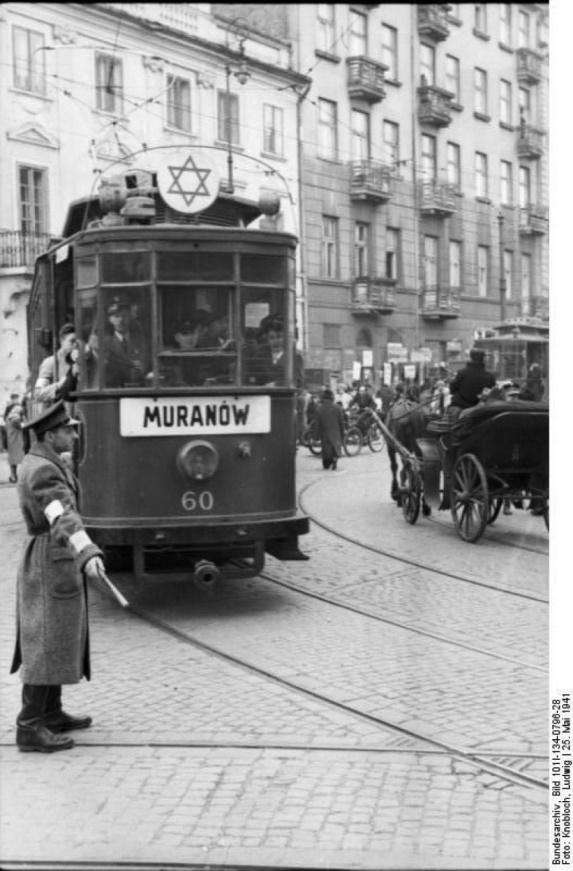 MURANÓW
60
Bundesarchiv, Bild 101I-134-0796-28
Foto: Knobloch, Ludwig | 25. Mai 1941